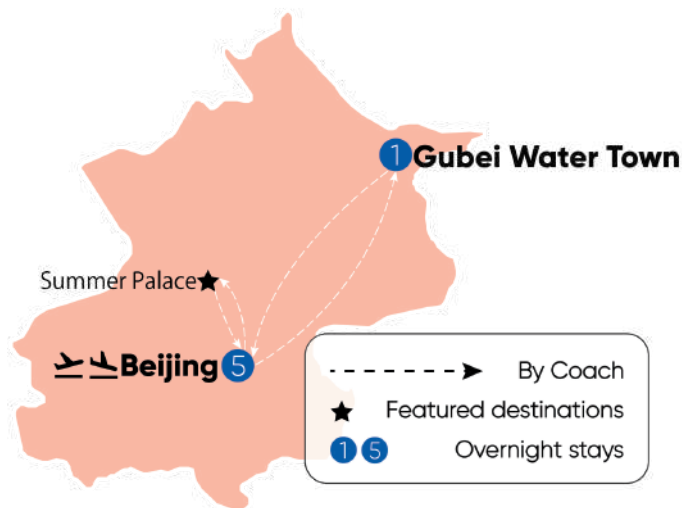 1 Gubei Water Town
Summer Palace
Beijing 5
By Coach
Featured destinations
1 5 Overnight stays